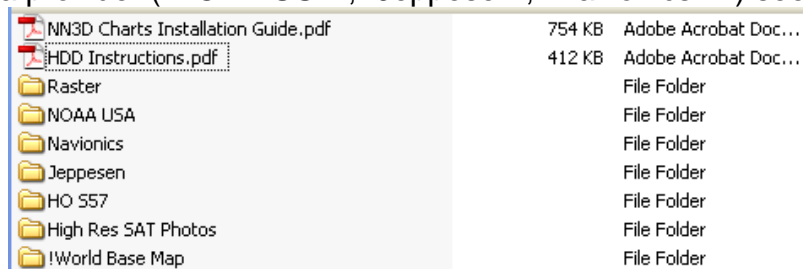 NN3D Charts Installation Guide.pdf 754 KB Adobe Acrobat Doc...
HDD Instructions.pdf 412 KB Adobe Acrobat Doc...
Raster File Folder
NOAA USA File Folder
Navionics File Folder
Jeppesen File Folder
HO S57 File Folder
High Res SAT Photos File Folder
!World Base Map File Folder